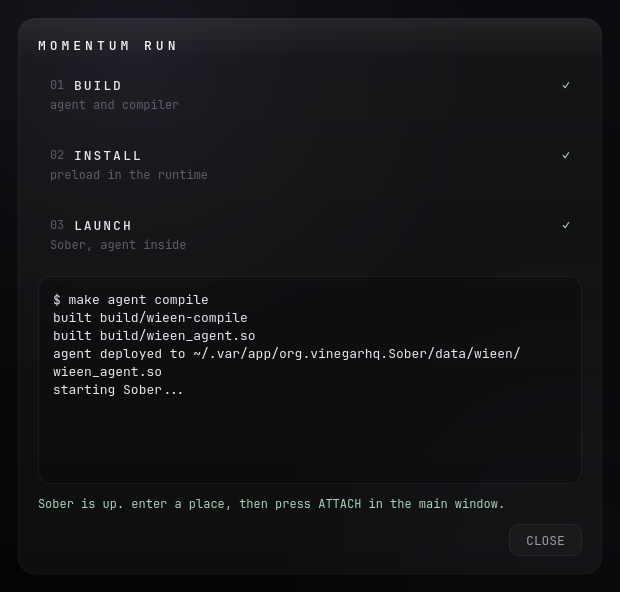 MOMENTUM RUN
01 BUILD ✓
agent and compiler
02 INSTALL ✓
preload in the runtime
03 LAUNCH ✓
Sober, agent inside
$ make agent compile
built build/wieen-compile
built build/wieen_agent.so
agent deployed to ~/.var/app/org.vinegarhq.Sober/data/wieen/
wieen_agent.so
starting Sober...
Sober is up. enter a place, then press ATTACH in the main window.
CLOSE